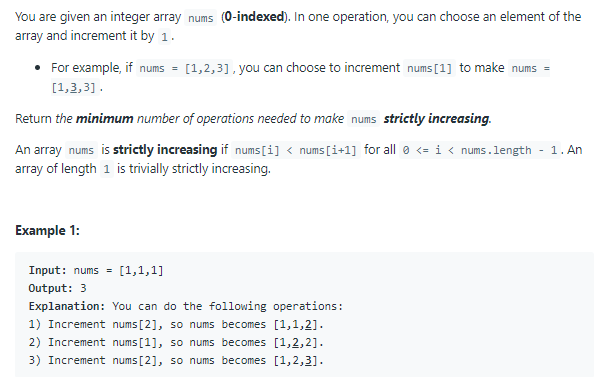 You are given an integer array nums (0-indexed). In one operation, you can choose an element of the
array and increment it by 1.
• For example, if nums = [1,2,3], you can choose to increment nums[1] to make nums =
[1,3,3].
Return the minimum number of operations needed to make nums strictly increasing.
An array nums is strictly increasing if nums[i] < nums[i+1] for all 0 <= i < nums.length - 1. An
array of length 1 is trivially strictly increasing.
Example 1:
Input: nums = [1,1,1]
Output: 3
Explanation: You can do the following operations:
1) Increment nums[2], so nums becomes [1,1,2].
2) Increment nums[1], so nums becomes [1,2,2].
3) Increment nums[2], so nums becomes [1,2,3].